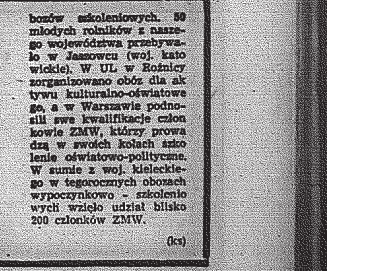 bozów szkoleniowych. 50
młodych rolników z nasze-
go województwa przebywa-
ło w Jaszowcu (woj. kato
wickie). W UL w Rożnicy
zorganizowano obóz dla ak
tywu kulturalno-oświatowe
go, a w Warszawie podno-
sili swe kwalifikacje człon
kowie ZMW, którzy prowa
dzą w swoich kołach szko
lenie oświatowo-polityczne.
W sumie z woj. kieleckie-
go w tegorocznych obozach
wypoczynkowo - szkolenio
wych wzięło udział blisko
200 członków ZMW.
(ks)